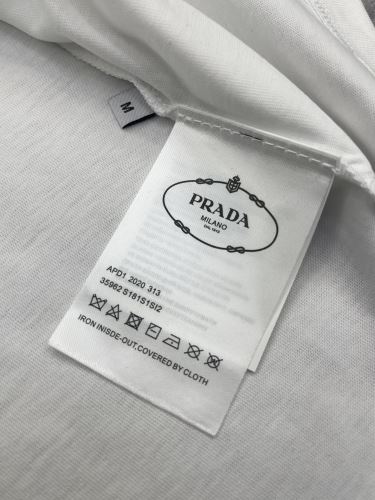 M
PRADA
MILANO
DAL 1913
APD1 2020 313
35962 S181S1SI2
IRON INISDE-OUT,COVERED BY CLOTH